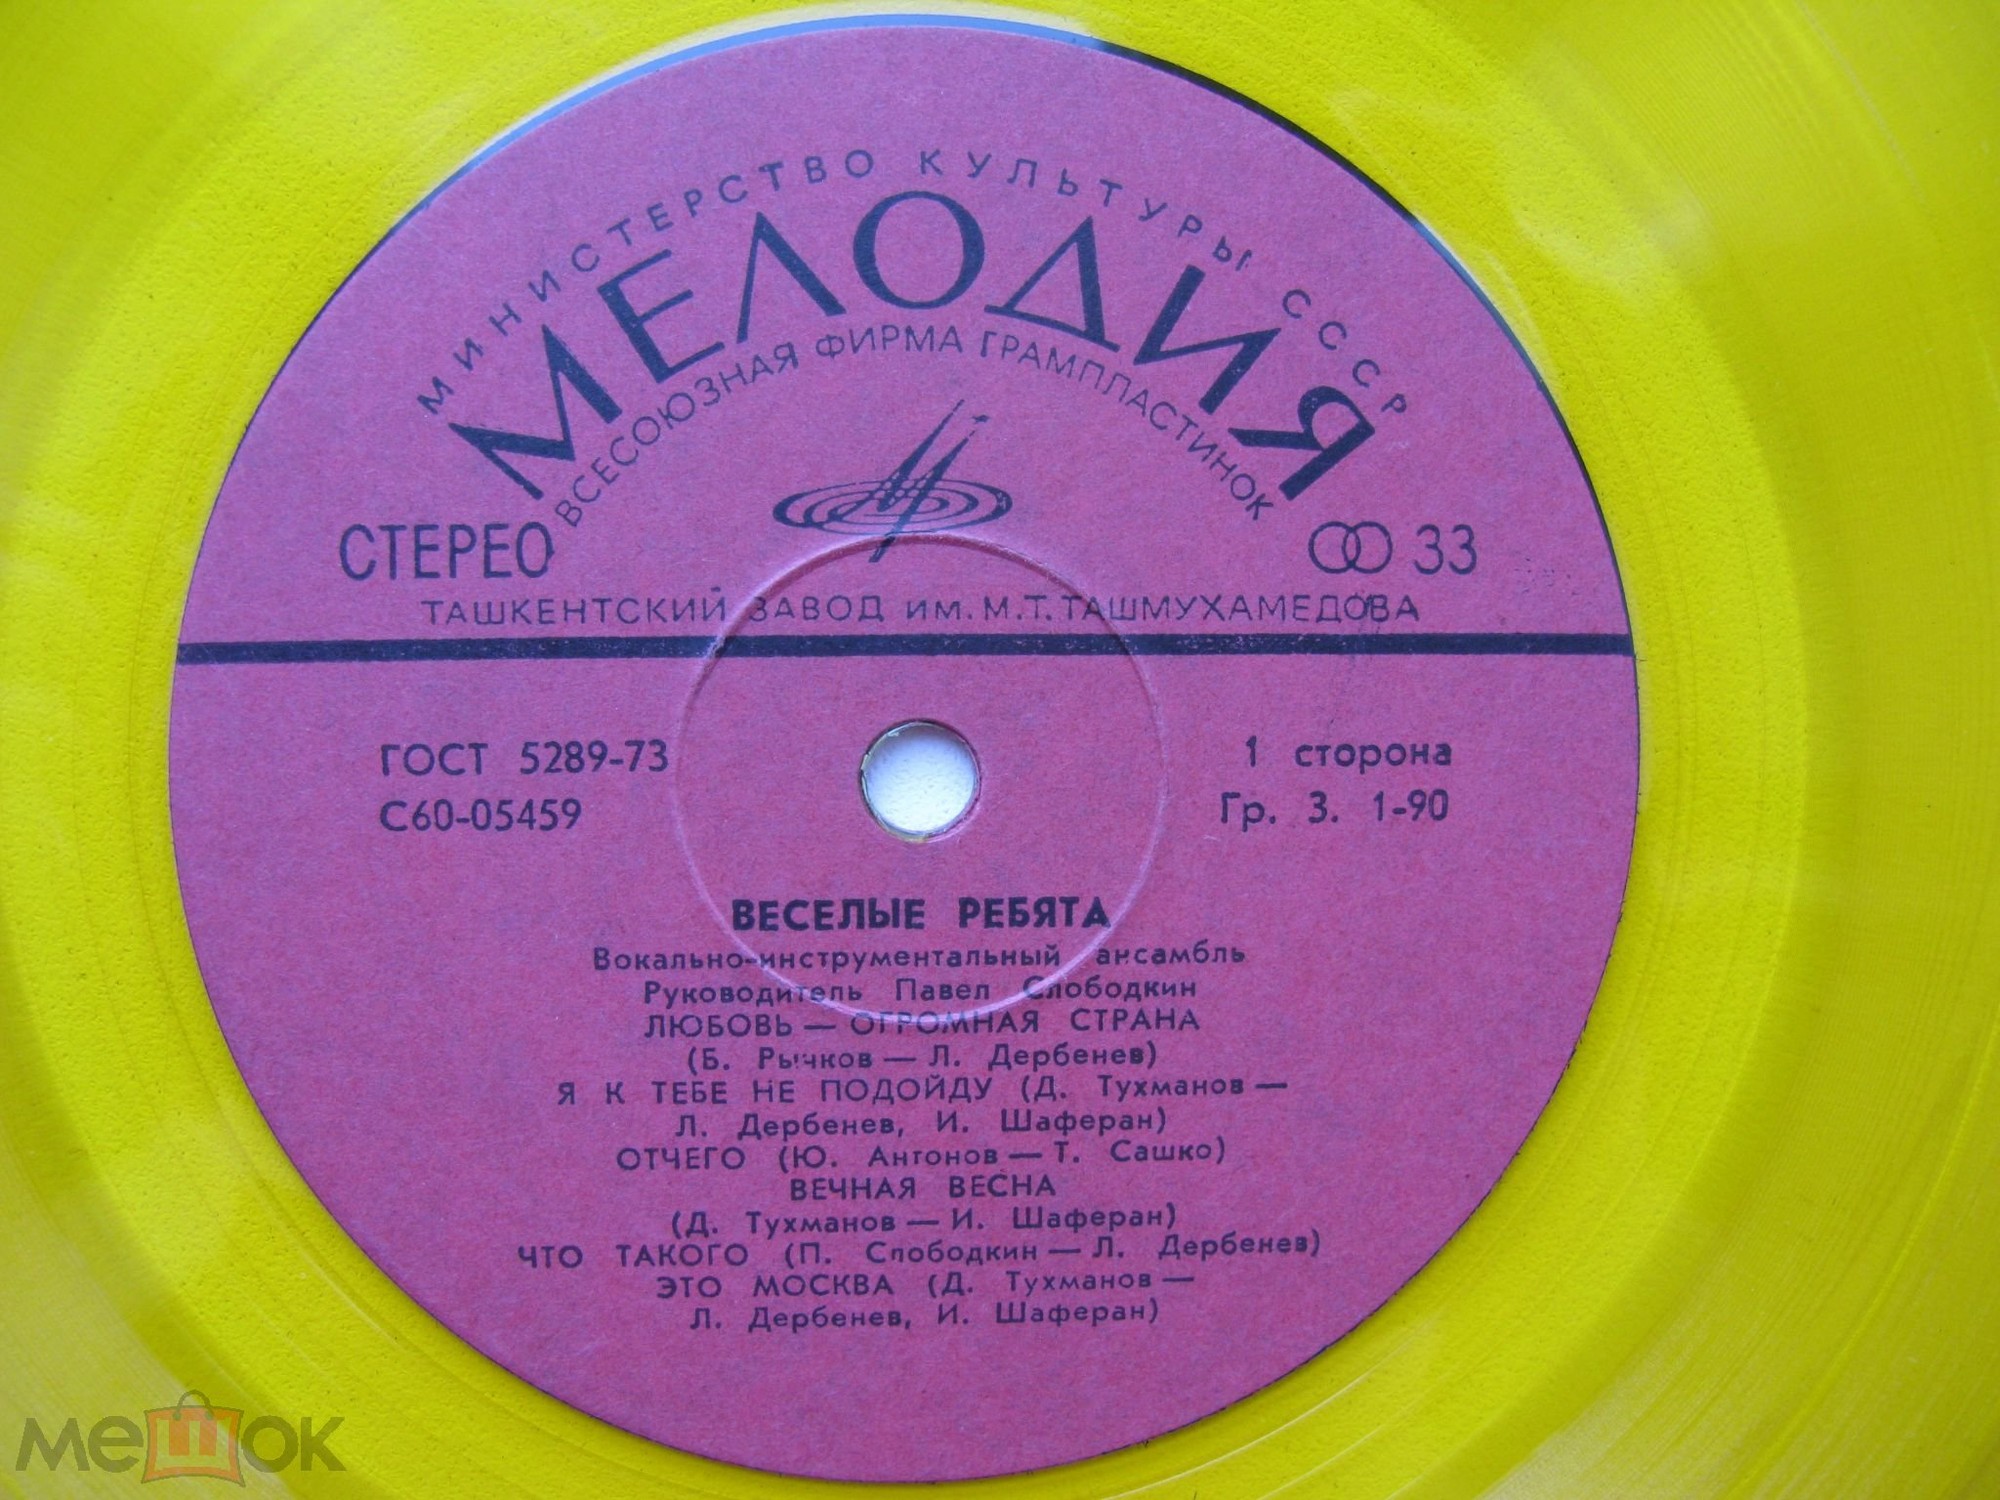 МИНИСТЕРСТВО КУЛЬТУРЫ СССР
МЕЛОДИЯ
ВСЕСОЮЗНАЯ ФИРМА ГРАМПЛАСТИНОК
СТЕРЕО 33
ТАШКЕНТСКИЙ ЗАВОД ИМ. М.Т. ТАШМУХАМЕДОВА
ГОСТ 5289-73 1 сторона
С60-05459 Гр. 3. 1-90
ВЕСЕЛЫЕ РЕБЯТА
Вокально-инструментальный ансамбль
Руководитель Павел Слободкин
ЛЮБОВЬ — ОГРОМНАЯ СТРАНА
(Б. Рычков — Л. Дербенев)
Я К ТЕБЕ НЕ ПОДОЙДУ (Д. Тухманов —
Л. Дербенев, И. Шаферан)
ОТЧЕГО (Ю. Антонов — Т. Сашко)
ВЕЧНАЯ ВЕСНА
(Д. Тухманов — И. Шаферан)
ЧТО ТАКОГО (П. Слободкин — Л. Дербенев)
ЭТО МОСКВА (Д. Тухманов —
Л. Дербенев, И. Шаферан)
мешок